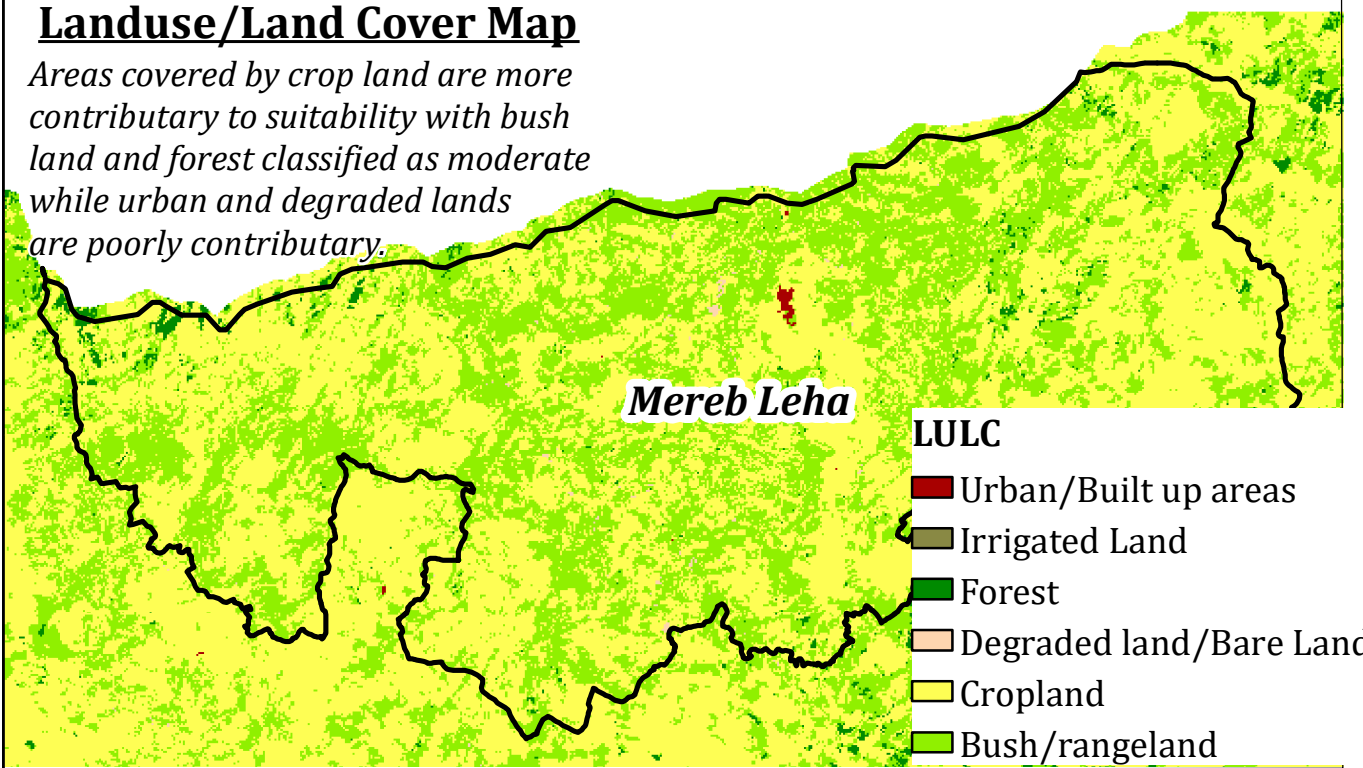 Landuse/Land Cover Map
Areas covered by crop land are more
contributary to suitability with bush
land and forest classified as moderate
while urban and degraded lands
are poorly contributary.
Mereb Leha
LULC
Urban/Built up areas
Irrigated Land
Forest
Degraded land/Bare Land
Cropland
Bush/rangeland